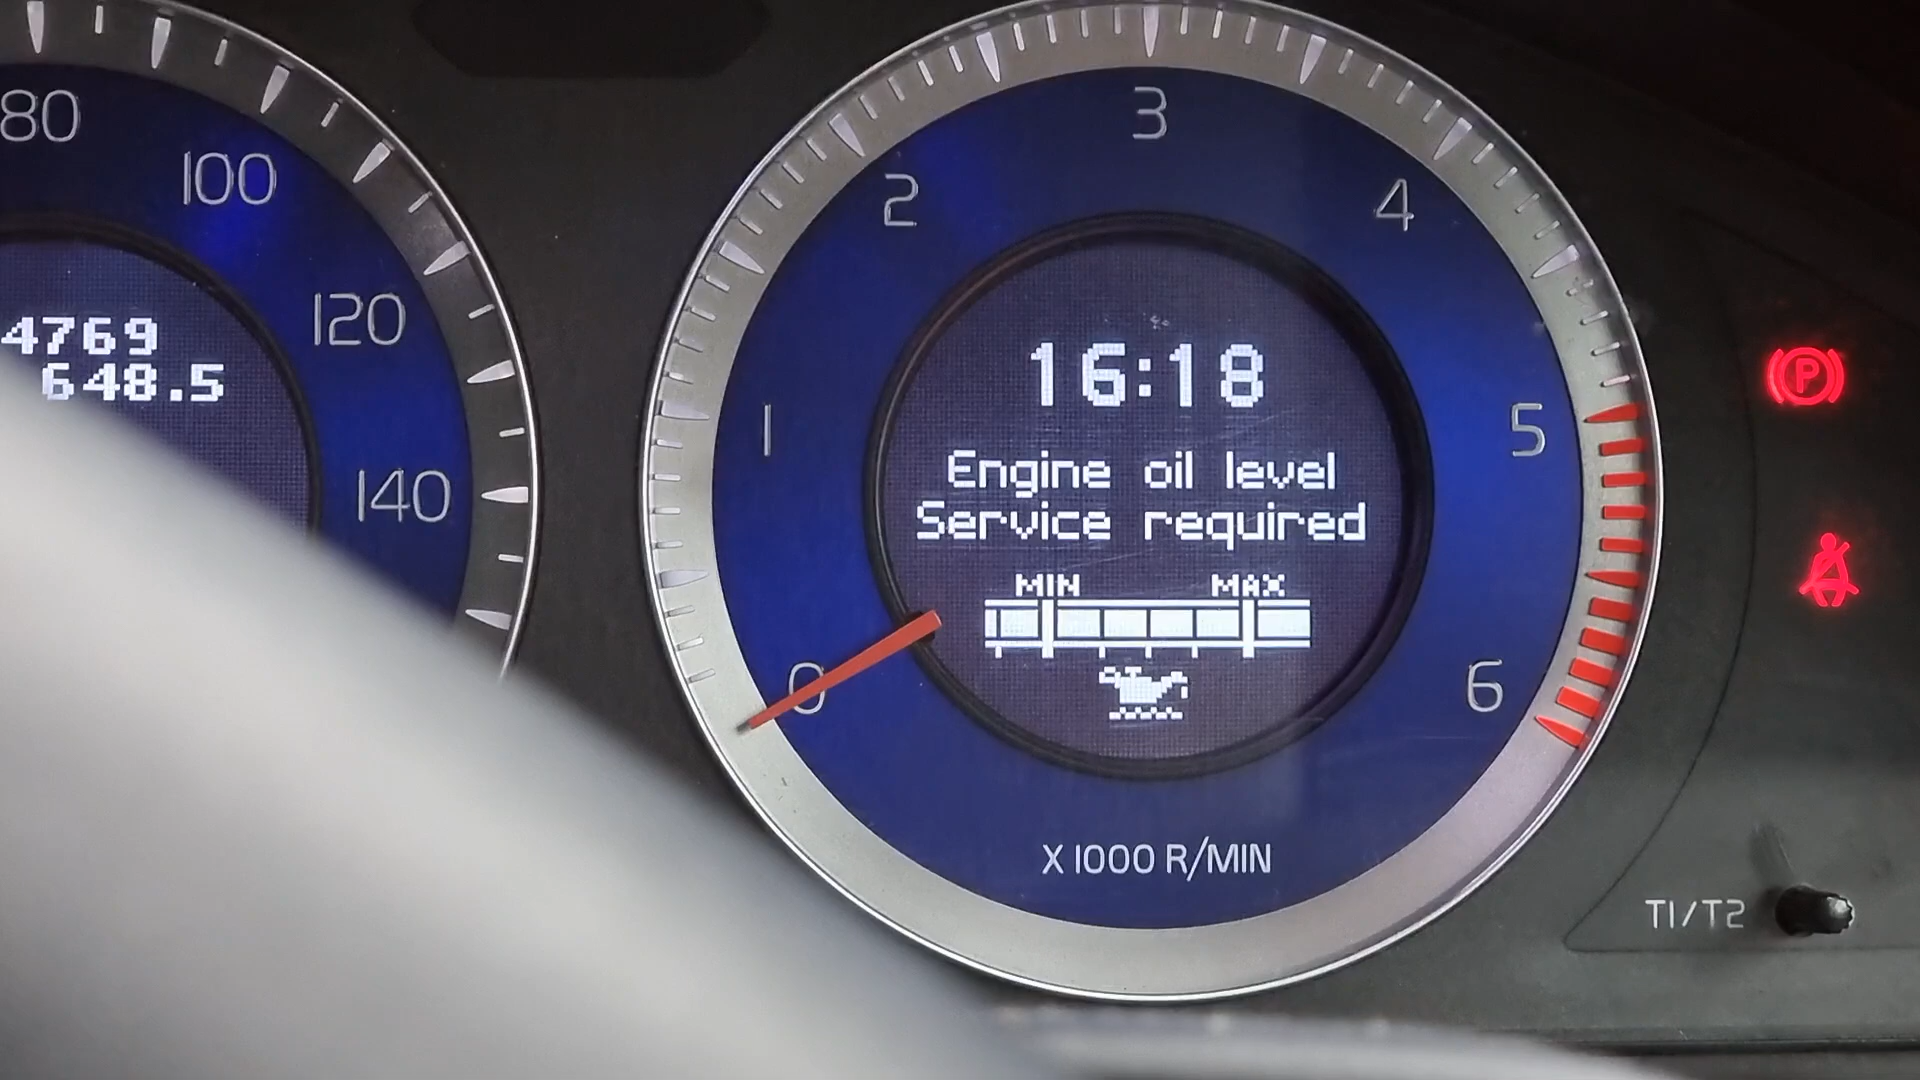 80
100
120
140
4769
648.5
0
1
2
3
4
5
6
16:18
Engine oil level
Service required
MIN MAX
X 1000 R/MIN
P
T1/T2